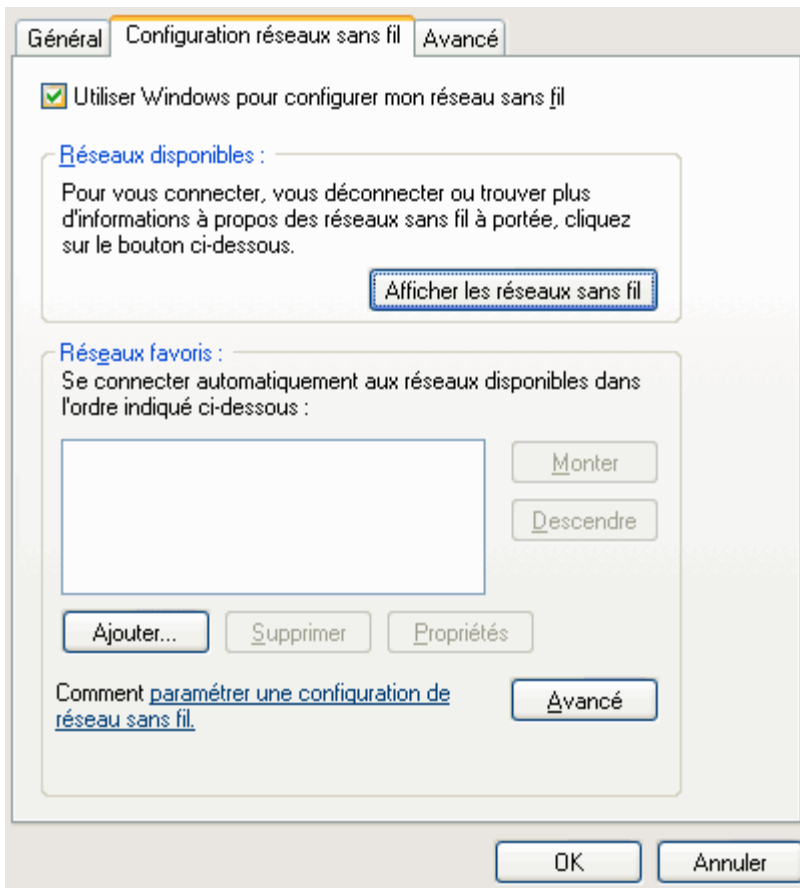 Général
Configuration réseaux sans fil
Avancé
Utiliser Windows pour configurer mon réseau sans fil
Réseaux disponibles :
Pour vous connecter, vous déconnecter ou trouver plus
d'informations à propos des réseaux sans fil à portée, cliquez
sur le bouton ci-dessous.
Afficher les réseaux sans fil
Réseaux favoris :
Se connecter automatiquement aux réseaux disponibles dans
l'ordre indiqué ci-dessous :
Monter
Descendre
Ajouter...
Supprimer
Propriétés
Comment paramétrer une configuration de
réseau sans fil.
Avancé
OK
Annuler